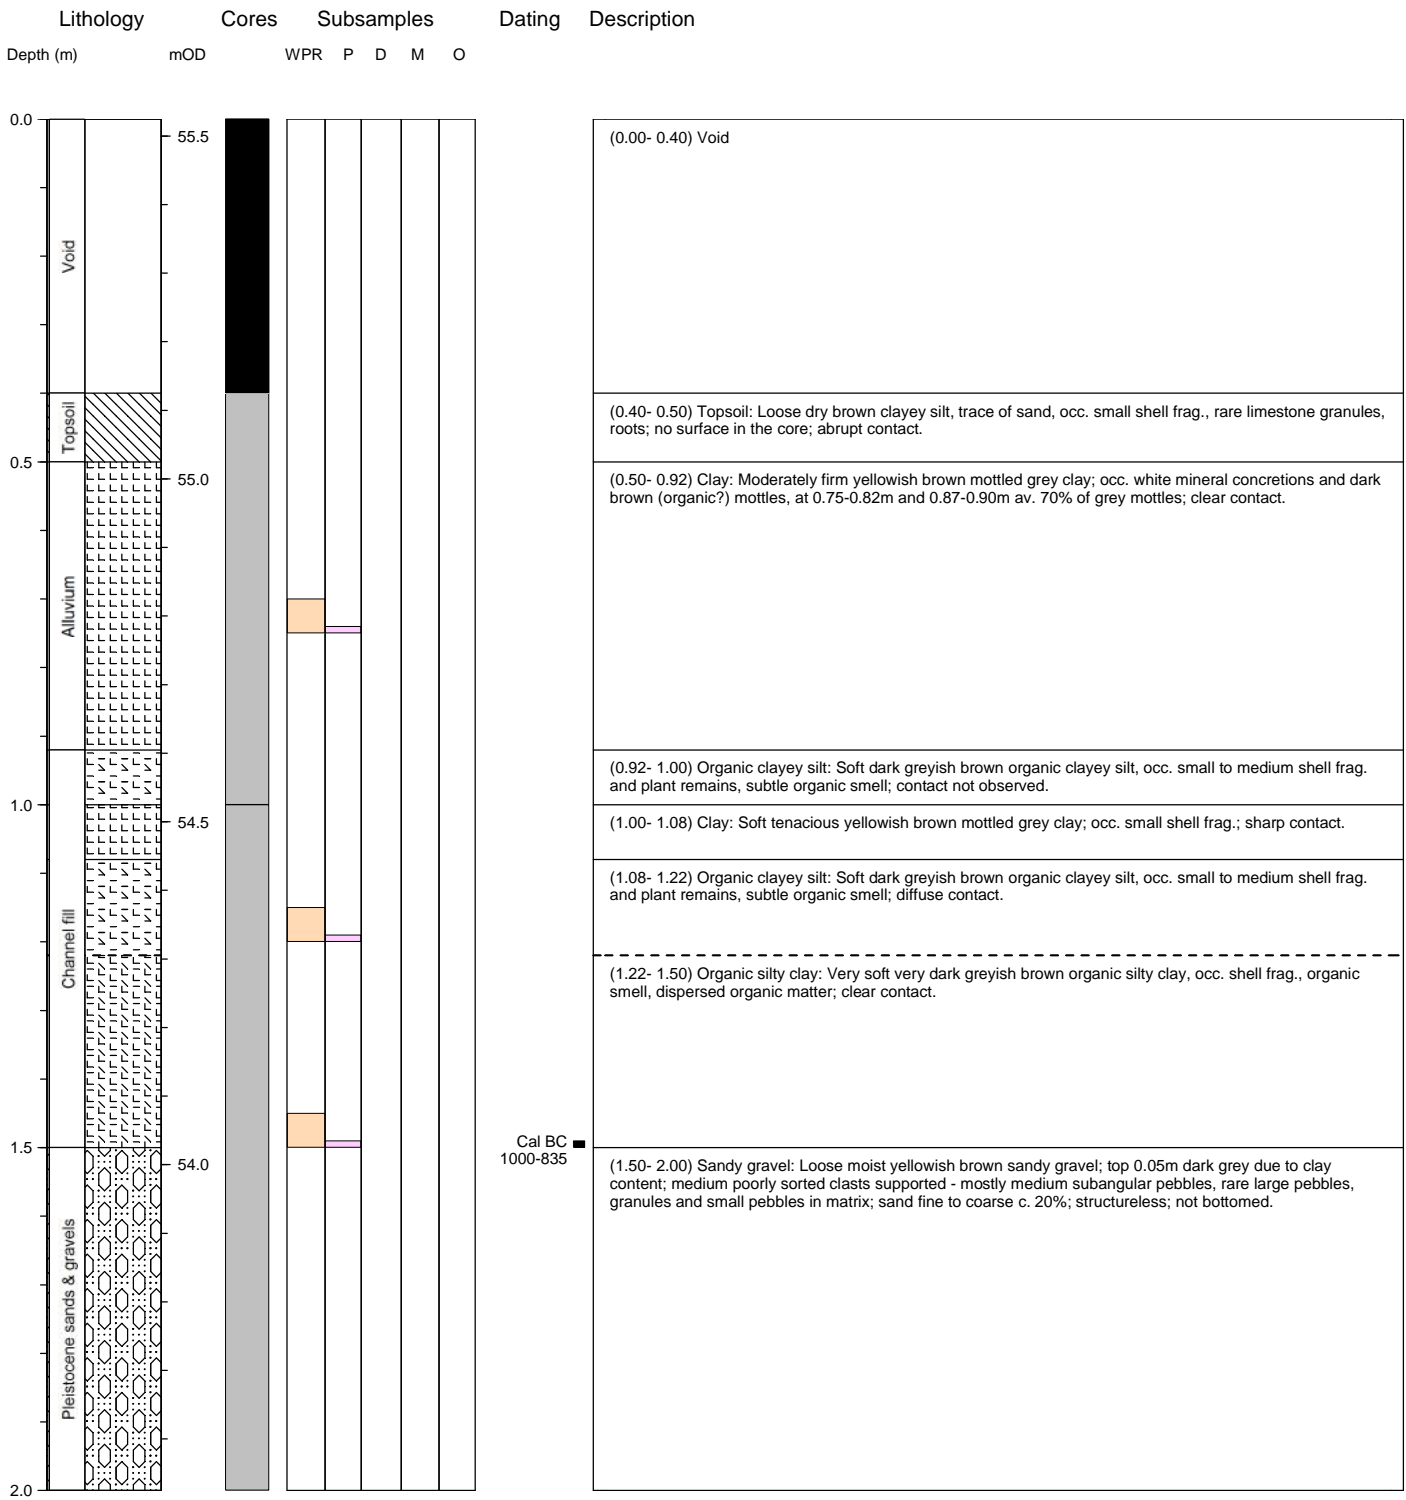 Lithology Cores Subsamples Dating Description
Depth (m) mOD WPR P D M O
0.0
55.5
(0.00- 0.40) Void
Void
Topsoil
(0.40- 0.50) Topsoil: Loose dry brown clayey silt, trace of sand, occ. small shell frag., rare limestone granules,
roots; no surface in the core; abrupt contact.
0.5
55.0
(0.50- 0.92) Clay: Moderately firm yellowish brown mottled grey clay; occ. white mineral concretions and dark
brown (organic?) mottles, at 0.75-0.82m and 0.87-0.90m av. 70% of grey mottles; clear contact.
Alluvium
(0.92- 1.00) Organic clayey silt: Soft dark greyish brown organic clayey silt, occ. small to medium shell frag.
and plant remains, subtle organic smell; contact not observed.
1.0
54.5
(1.00- 1.08) Clay: Soft tenacious yellowish brown mottled grey clay; occ. small shell frag.; sharp contact.
(1.08- 1.22) Organic clayey silt: Soft dark greyish brown organic clayey silt, occ. small to medium shell frag.
and plant remains, subtle organic smell; diffuse contact.
Channel fill
(1.22- 1.50) Organic silty clay: Very soft very dark greyish brown organic silty clay, occ. shell frag., organic
smell, dispersed organic matter; clear contact.
Cal BC
1000-835
1.5
54.0
(1.50- 2.00) Sandy gravel: Loose moist yellowish brown sandy gravel; top 0.05m dark grey due to clay
content; medium poorly sorted clasts supported - mostly medium subangular pebbles, rare large pebbles,
granules and small pebbles in matrix; sand fine to coarse c. 20%; structureless; not bottomed.
Pleistocene sands & gravels
2.0